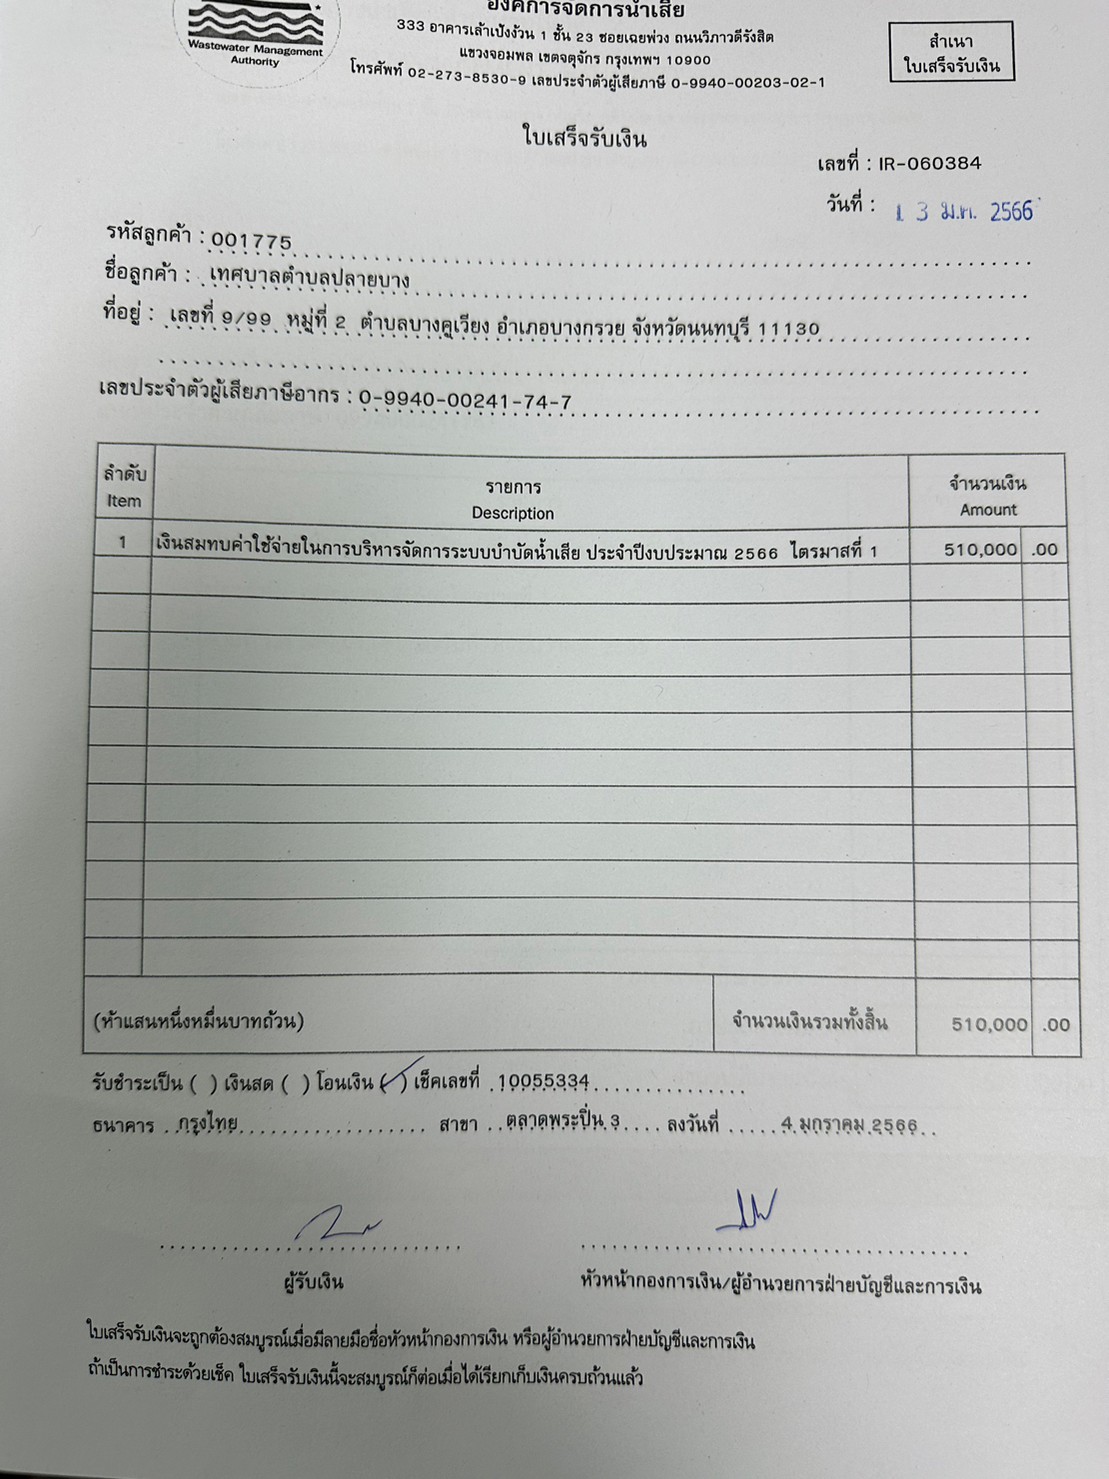 Wastewater Management
Authority
องค์การจัดการน้ำเสีย
333 อาคารเล้าเป้งง้วน 1 ชั้น 23 ซอยเฉยพ่วง ถนนวิภาวดีรังสิต
แขวงจอมพล เขตจตุจักร กรุงเทพฯ 10900
โทรศัพท์ 02-273-8530-9 เลขประจำตัวผู้เสียภาษี 0-9940-00203-02-1
สำเนา
ใบเสร็จรับเงิน
ใบเสร็จรับเงิน
เลขที่ : IR-060384
วันที่ : 13 ม.ค. 2566
รหัสลูกค้า : 001775
ชื่อลูกค้า : เทศบาลตำบลปลายบาง
ที่อยู่ : เลขที่ 9/99 หมู่ที่ 2 ตำบลบางคูเวียง อำเภอบางกรวย จังหวัดนนทบุรี 11130
เลขประจำตัวผู้เสียภาษีอากร : 0-9940-00241-74-7
ลำดับ รายการ จำนวนเงิน
Item Description Amount
1 เงินสมทบค่าใช้จ่ายในการบริหารจัดการระบบบำบัดน้ำเสีย ประจำปีงบประมาณ 2566 ไตรมาสที่ 1 510,000 .00
(ห้าแสนหนึ่งหมื่นบาทถ้วน) จำนวนเงินรวมทั้งสิ้น 510,000 .00
รับชำระเป็น ( ) เงินสด ( ) โอนเงิน (✓) เช็คเลขที่ 10055334
ธนาคาร กรุงไทย สาขา ตลาดพระปิ่น 3 ลงวันที่ 4 มกราคม 2566
ผู้รับเงิน หัวหน้ากองการเงิน/ผู้อำนวยการฝ่ายบัญชีและการเงิน
ใบเสร็จรับเงินจะถูกต้องสมบูรณ์เมื่อมีลายมือชื่อหัวหน้ากองการเงิน หรือผู้อำนวยการฝ่ายบัญชีและการเงิน
ถ้าเป็นการชำระด้วยเช็ค ใบเสร็จรับเงินนี้จะสมบูรณ์ก็ต่อเมื่อได้เรียกเก็บเงินครบถ้วนแล้ว